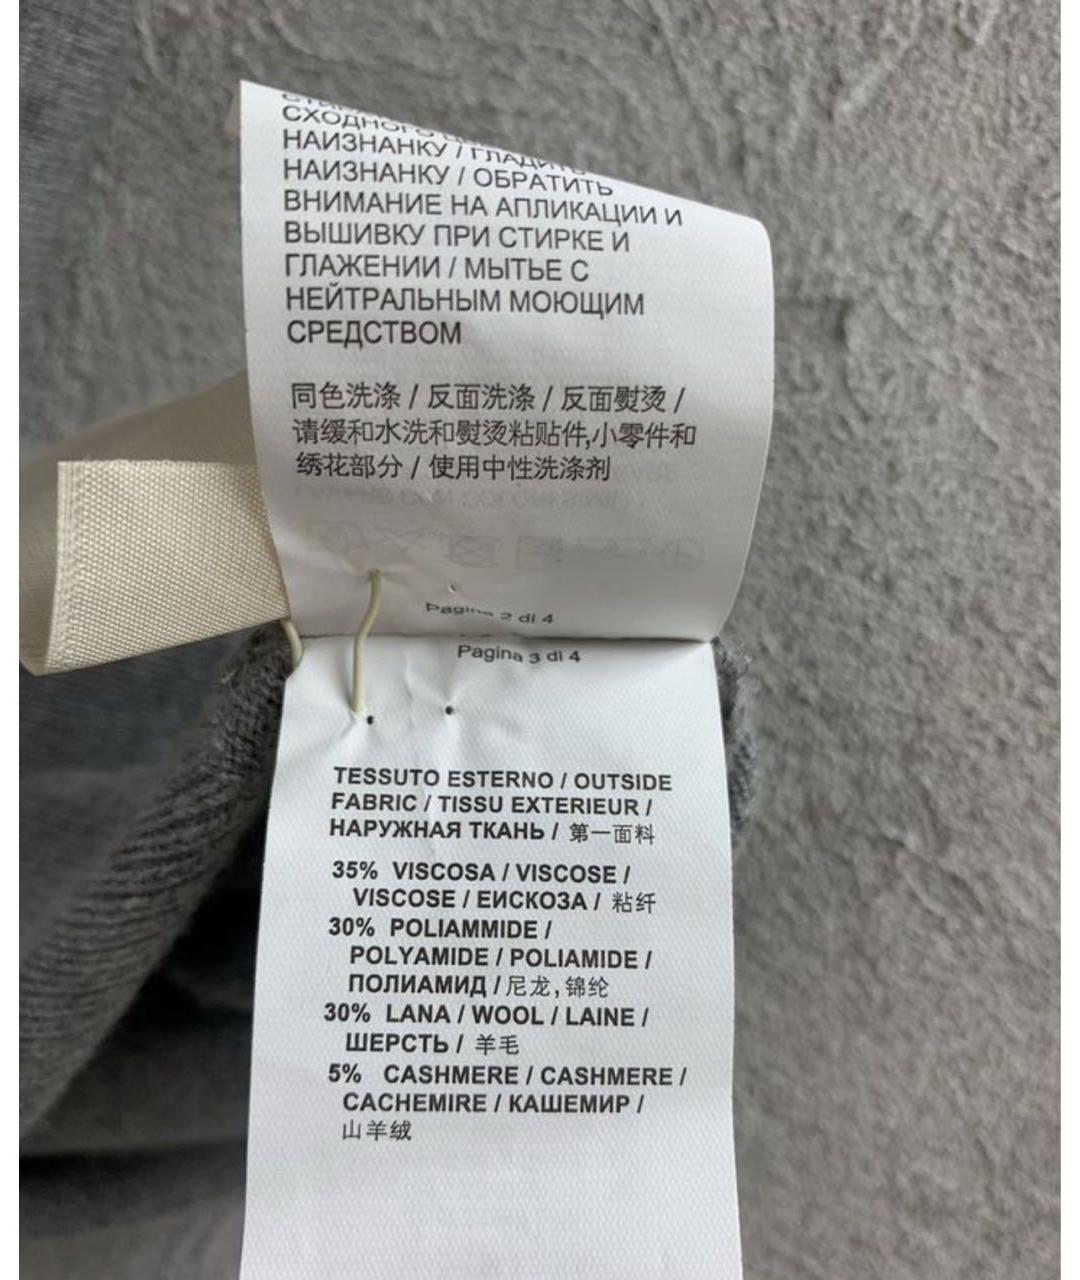 СХОДНОГО
НАИЗНАНКУ / ГЛАДИТЬ
НАИЗНАНКУ / ОБРАТИТЬ
ВНИМАНИЕ НА АПЛИКАЦИИ И
ВЫШИВКУ ПРИ СТИРКЕ И
ГЛАЖЕНИИ / МЫТЬЕ С
НЕЙТРАЛЬНЫМ МОЮЩИМ
СРЕДСТВОМ
同色洗涤 / 反面洗涤 / 反面熨烫 /
请缓和水洗和熨烫粘贴件,小零件和
绣花部分 / 使用中性洗涤剂
Pagina 2 di 4
Pagina 3 di 4
TESSUTO ESTERNO / OUTSIDE
FABRIC / TISSU EXTERIEUR /
НАРУЖНАЯ ТКАНЬ / 第一面料
35% VISCOSA / VISCOSE /
VISCOSE / ЕИСКОЗА / 粘纤
30% POLIAMMIDE /
POLYAMIDE / POLIAMIDE /
ПОЛИАМИД / 尼龙,锦纶
30% LANA / WOOL / LAINE /
ШЕРСТЬ / 羊毛
5% CASHMERE / CASHMERE /
CACHEMIRE / КАШЕМИР /
山羊绒